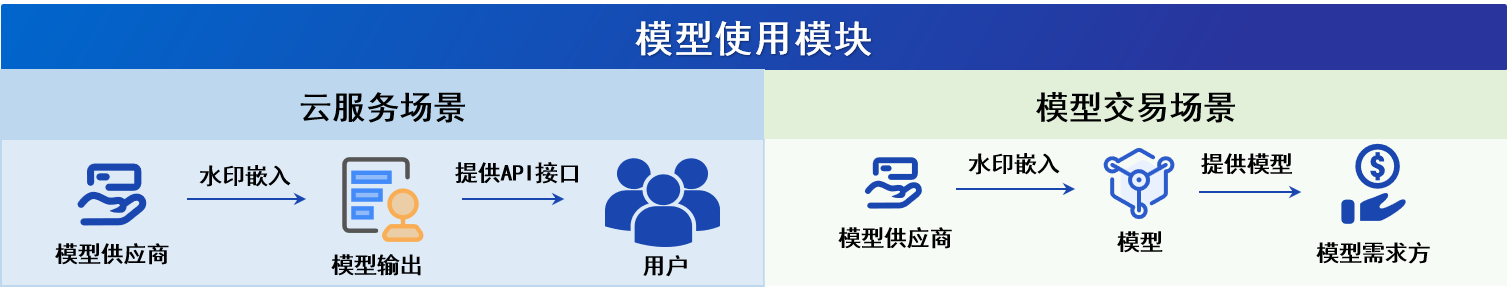 模型使用模块
云服务场景
水印嵌入
提供API接口
模型供应商
模型输出
用户
模型交易场景
水印嵌入
提供模型
模型供应商
模型
模型需求方